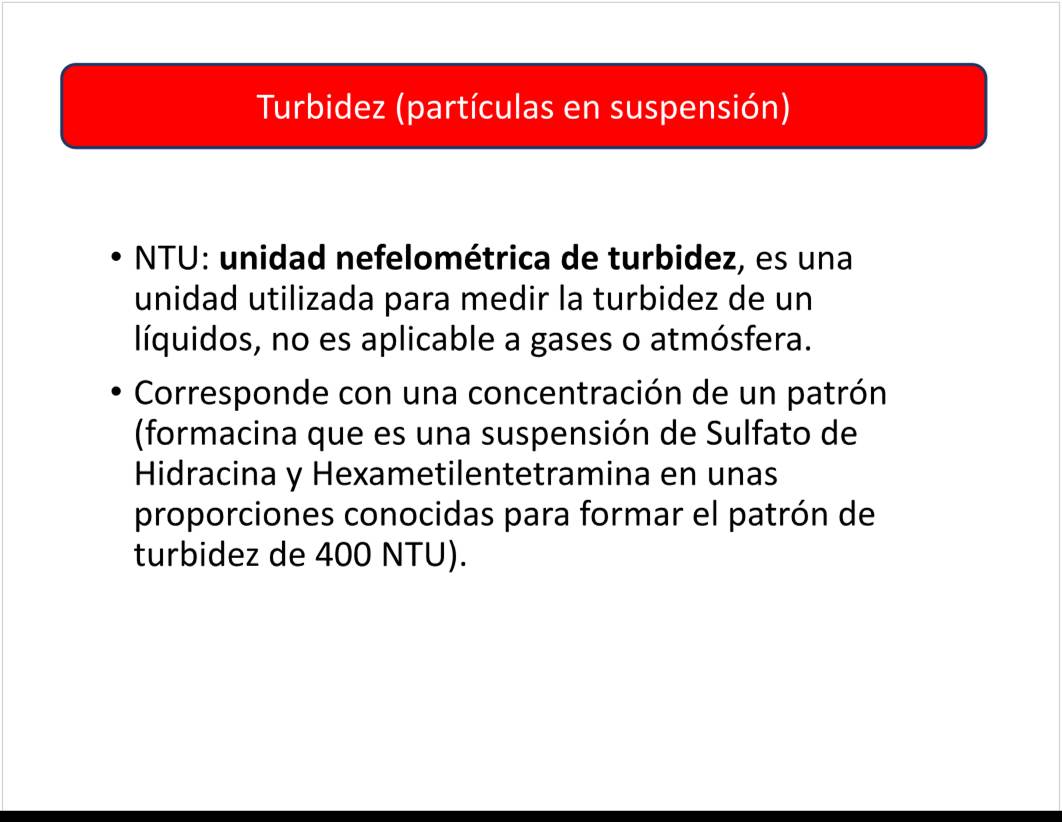 Turbidez (partículas en suspensión)
• NTU: unidad nefelométrica de turbidez, es una
unidad utilizada para medir la turbidez de un
líquidos, no es aplicable a gases o atmósfera.
• Corresponde con una concentración de un patrón
(formacina que es una suspensión de Sulfato de
Hidracina y Hexametilentetramina en unas
proporciones conocidas para formar el patrón de
turbidez de 400 NTU).